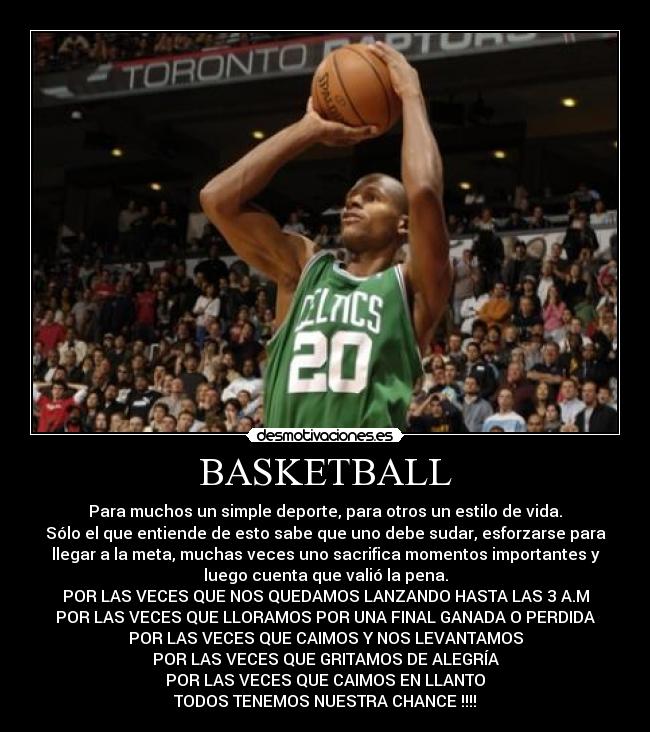 TORONTO RAPTORS
SPALDING
CELTICS
20
desmotivaciones.es
BASKETBALL
Para muchos un simple deporte, para otros un estilo de vida.
Sólo el que entiende de esto sabe que uno debe sudar, esforzarse para
llegar a la meta, muchas veces uno sacrifica momentos importantes y
luego cuenta que valió la pena.
POR LAS VECES QUE NOS QUEDAMOS LANZANDO HASTA LAS 3 A.M
POR LAS VECES QUE LLORAMOS POR UNA FINAL GANADA O PERDIDA
POR LAS VECES QUE CAIMOS Y NOS LEVANTAMOS
POR LAS VECES QUE GRITAMOS DE ALEGRÍA
POR LAS VECES QUE CAIMOS EN LLANTO
TODOS TENEMOS NUESTRA CHANCE !!!!